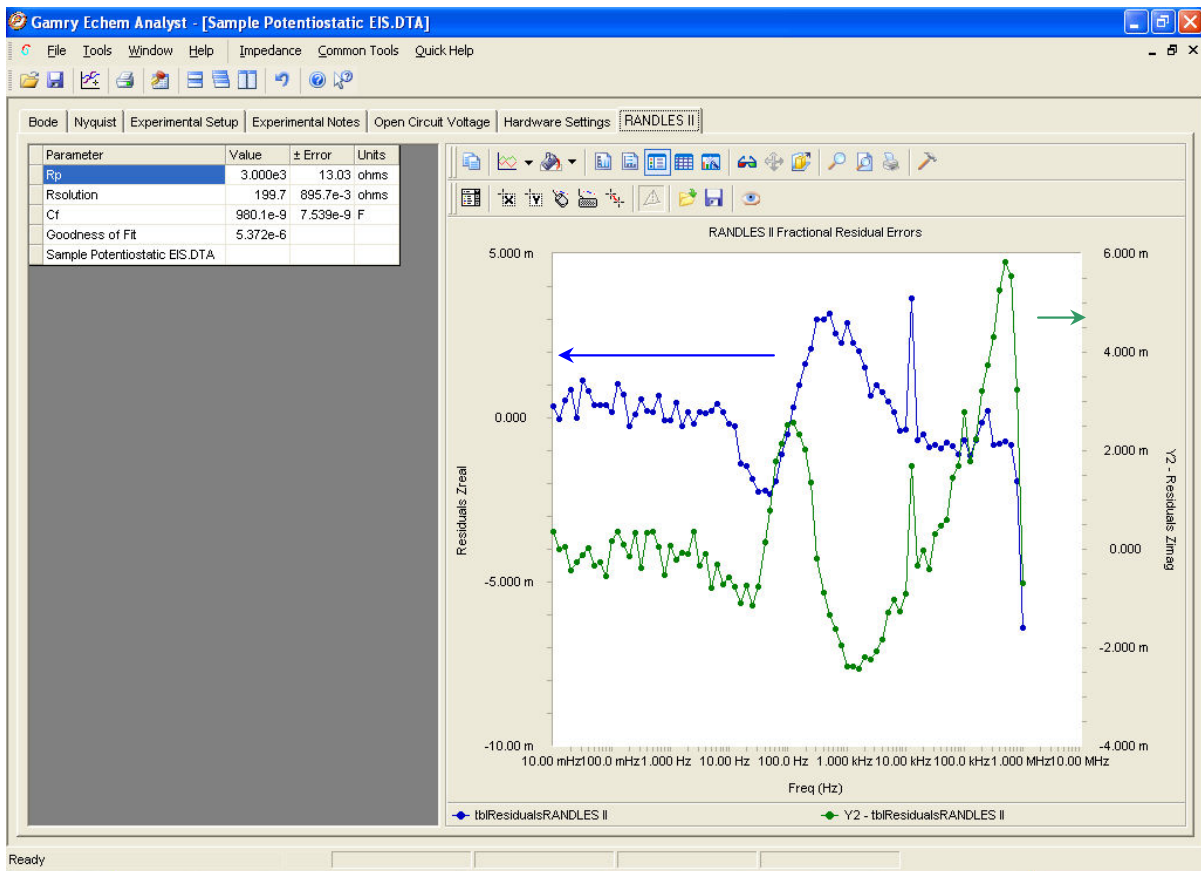 Gamry Echem Analyst - [Sample Potentiostatic EIS.DTA]
File Tools Window Help Impedance Common Tools Quick Help
Bode Nyquist Experimental Setup Experimental Notes Open Circuit Voltage Hardware Settings RANDLES II
Parameter Value ± Error Units
Rp 3.000e3 13.03 ohms
Rsolution 199.7 895.7e-3 ohms
Cf 980.1e-9 7.539e-9 F
Goodness of Fit 5.372e-6
Sample Potentiostatic EIS.DTA
RANDLES II Fractional Residual Errors
5.000 m
0.000
-5.000 m
-10.00 m
Residuals Zreal
6.000 m
4.000 m
2.000 m
0.000
-2.000 m
-4.000 m
Y2 - Residuals Zimag
10.00 mHz 100.0 mHz 1.000 Hz 10.00 Hz 100.0 Hz 1.000 kHz 10.00 kHz 100.0 kHz 1.000 MHz 10.00 MHz
Freq (Hz)
tblResidualsRANDLES II Y2 - tblResidualsRANDLES II
Ready